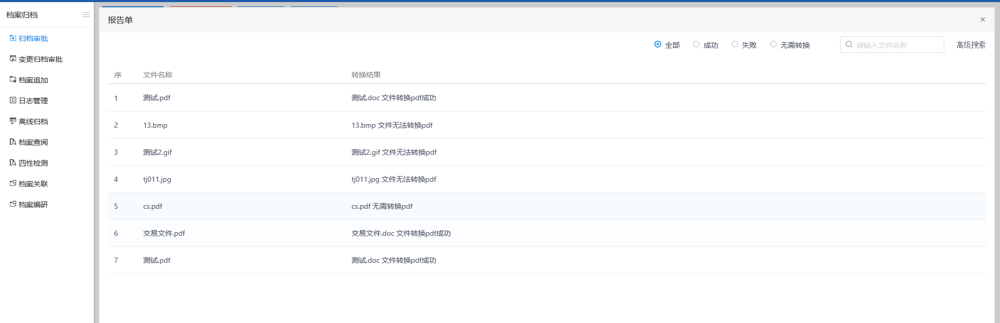 档案归档
归档审批
变更归档审批
档案追加
日志管理
离线归档
档案查阅
四性检测
档案关联
档案编研
报告单 ×
全部 成功 失败 无需转换 请输入文件名称 高级搜索
序 文件名称 转换结果
1 测试.pdf 测试.doc 文件转换pdf成功
2 13.bmp 13.bmp 文件无法转换pdf
3 测试2.gif 测试2.gif 文件无法转换pdf
4 tj011.jpg tj011.jpg 文件无法转换pdf
5 cs.pdf cs.pdf 无需转换pdf
6 交易文件.pdf 交易文件.doc 文件转换pdf成功
7 测试.pdf 测试.doc 文件转换pdf成功